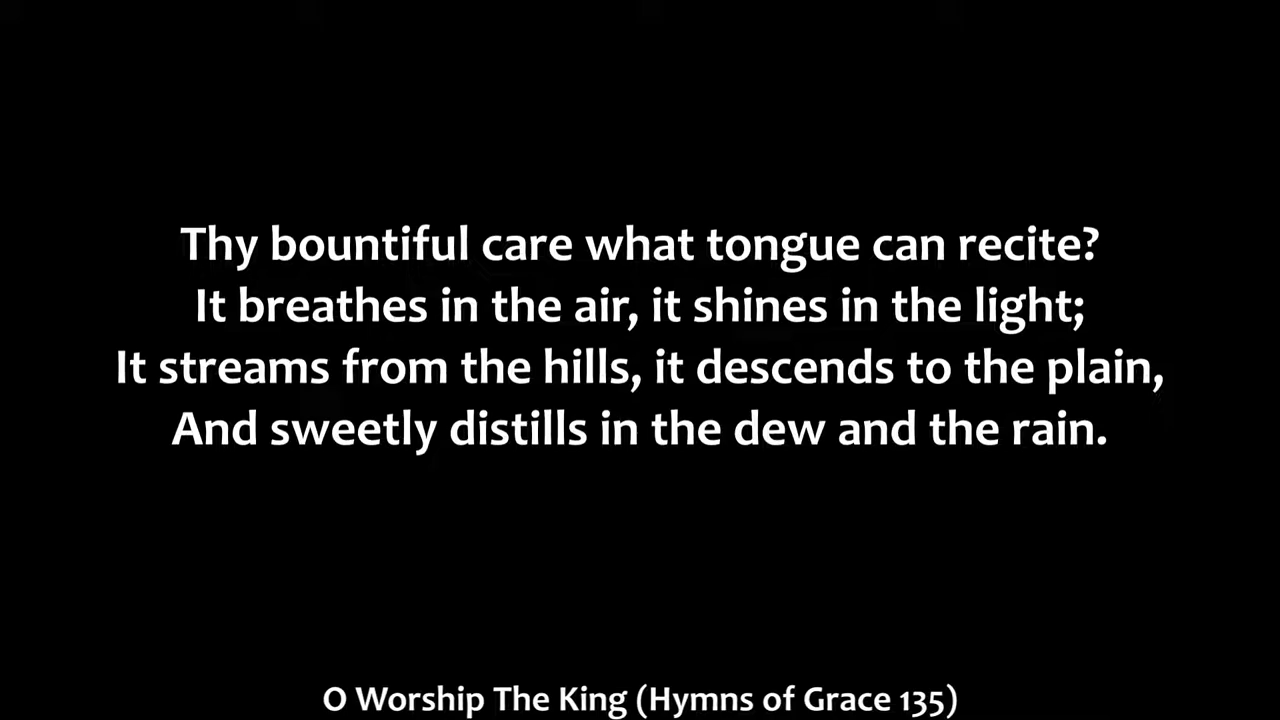 Thy bountiful care what tongue can recite?
It breathes in the air, it shines in the light;
It streams from the hills, it descends to the plain,
And sweetly distills in the dew and the rain.
O Worship The King (Hymns of Grace 135)